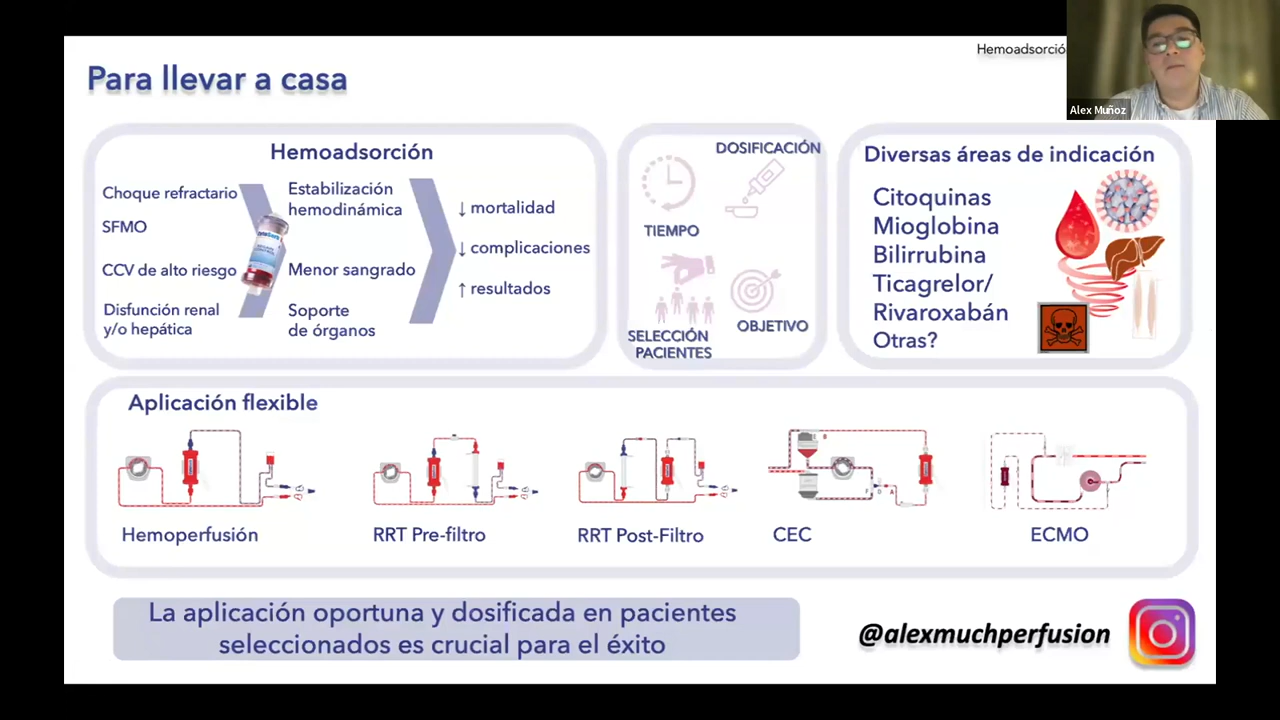 Hemoadsorció
Alex Muñoz
Para llevar a casa
Hemoadsorción
Choque refractario
SFMO
CCV de alto riesgo
Disfunción renal
y/o hepática
Estabilización
hemodinámica
Menor sangrado
Soporte
de órganos
↓ mortalidad
↓ complicaciones
↑ resultados
DOSIFICACIÓN
TIEMPO
SELECCIÓN
PACIENTES
OBJETIVO
Diversas áreas de indicación
Citoquinas
Mioglobina
Bilirrubina
Ticagrelor/
Rivaroxabán
Otras?
Aplicación flexible
Hemoperfusión
RRT Pre-filtro
RRT Post-Filtro
CEC
ECMO
La aplicación oportuna y dosificada en pacientes
seleccionados es crucial para el éxito
@alexmuchperfusion